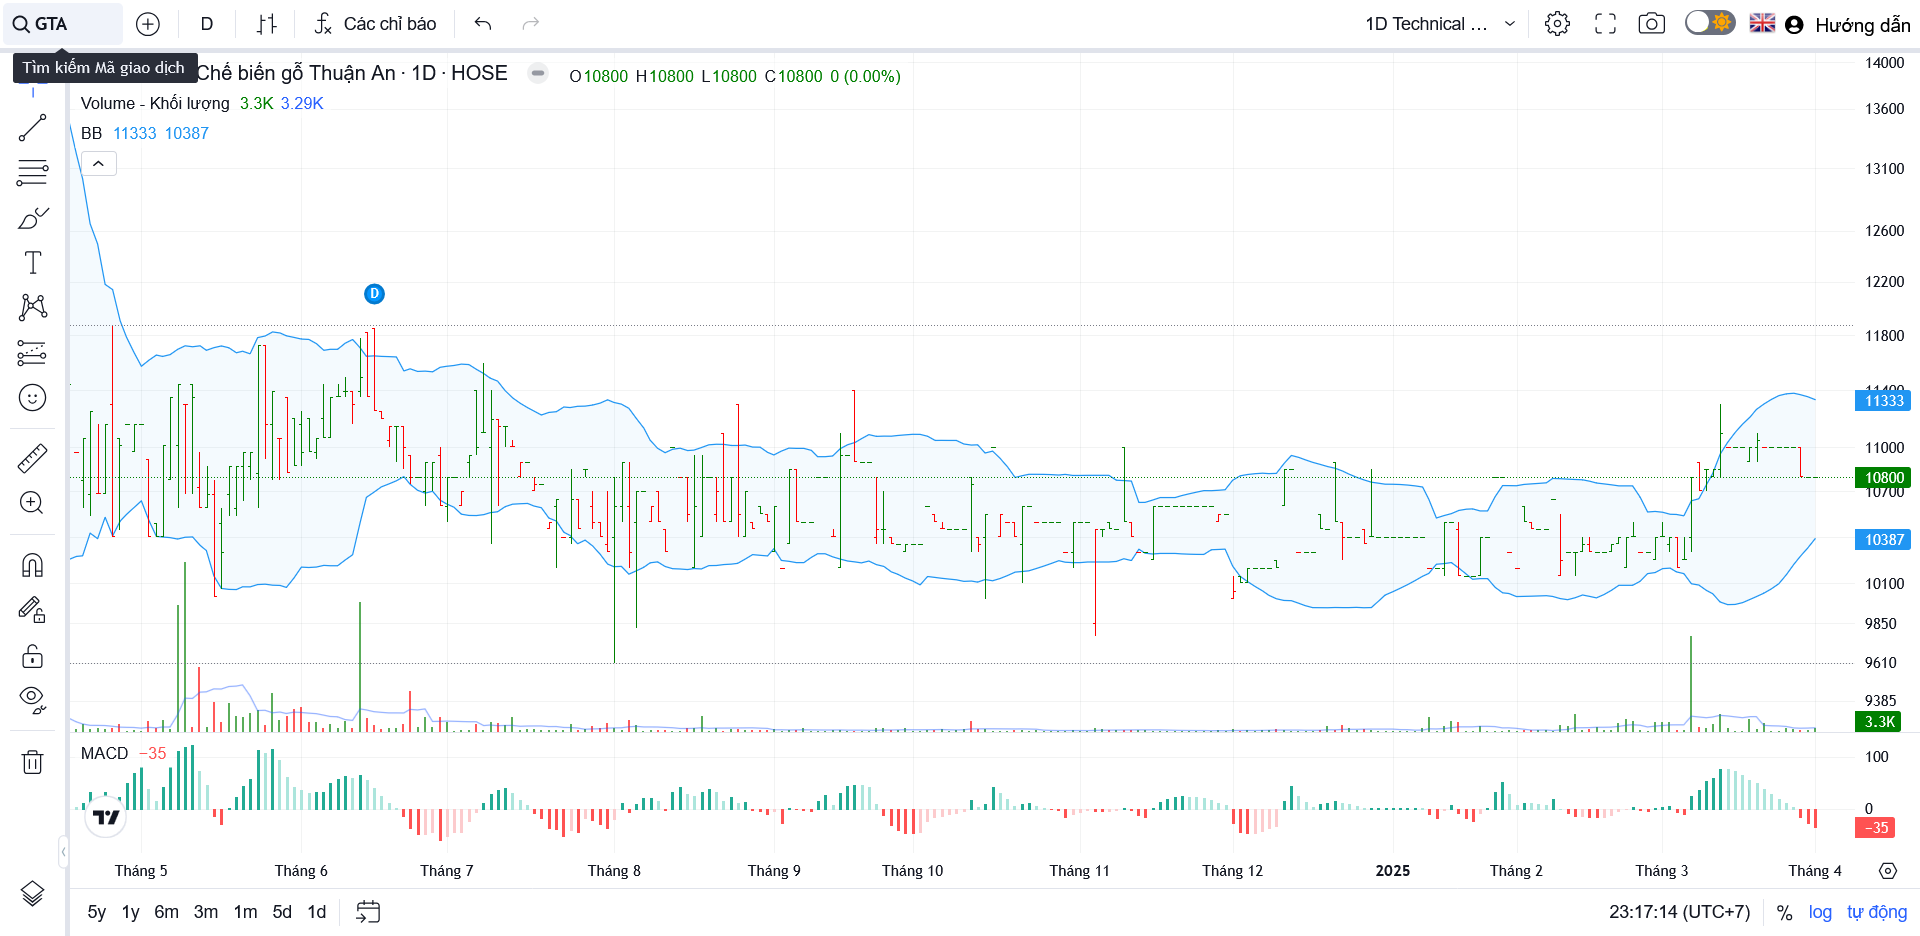 GTA
D
Các chỉ báo
1D Technical ...
Hướng dẫn
Tìm kiếm Mã giao dịch
Chế biến gỗ Thuận An · 1D · HOSE
O10800 H10800 L10800 C10800 0 (0.00%)
Volume - Khối lượng 3.3K 3.29K
BB 11333 10387
D
14000
13600
13100
12600
12200
11800
11400
11333
11000
10800
10700
10387
10100
9850
9610
9385
3.3K
MACD −35
100
0
−35
Tháng 5 Tháng 6 Tháng 7 Tháng 8 Tháng 9 Tháng 10 Tháng 11 Tháng 12 2025 Tháng 2 Tháng 3 Tháng 4
5y 1y 6m 3m 1m 5d 1d
23:17:14 (UTC+7) % log tự động